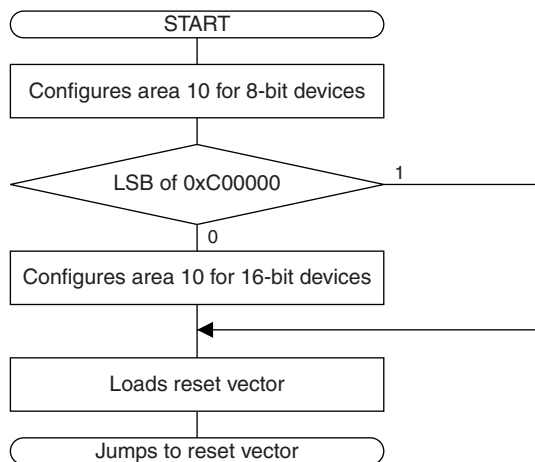 START
Configures area 10 for 8-bit devices
LSB of 0xC00000
1
0
Configures area 10 for 16-bit devices
Loads reset vector
Jumps to reset vector